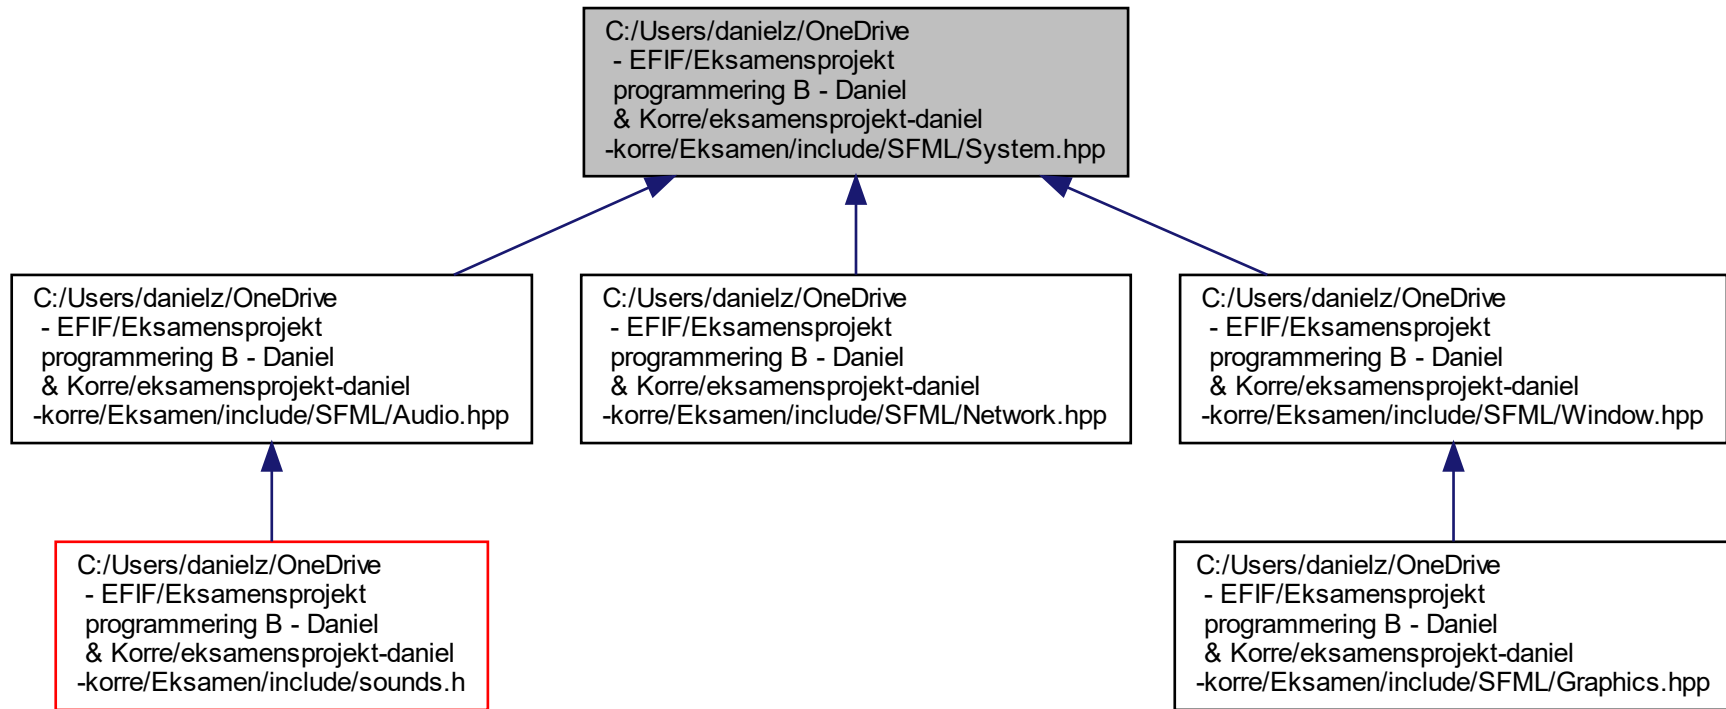 C:/Users/danielz/OneDrive
- EFIF/Eksamensprojekt
programmering B - Daniel
& Korre/eksamensprojekt-daniel
-korre/Eksamen/include/SFML/System.hpp
C:/Users/danielz/OneDrive
- EFIF/Eksamensprojekt
programmering B - Daniel
& Korre/eksamensprojekt-daniel
-korre/Eksamen/include/SFML/Audio.hpp
C:/Users/danielz/OneDrive
- EFIF/Eksamensprojekt
programmering B - Daniel
& Korre/eksamensprojekt-daniel
-korre/Eksamen/include/SFML/Network.hpp
C:/Users/danielz/OneDrive
- EFIF/Eksamensprojekt
programmering B - Daniel
& Korre/eksamensprojekt-daniel
-korre/Eksamen/include/SFML/Window.hpp
C:/Users/danielz/OneDrive
- EFIF/Eksamensprojekt
programmering B - Daniel
& Korre/eksamensprojekt-daniel
-korre/Eksamen/include/sounds.h
C:/Users/danielz/OneDrive
- EFIF/Eksamensprojekt
programmering B - Daniel
& Korre/eksamensprojekt-daniel
-korre/Eksamen/include/SFML/Graphics.hpp